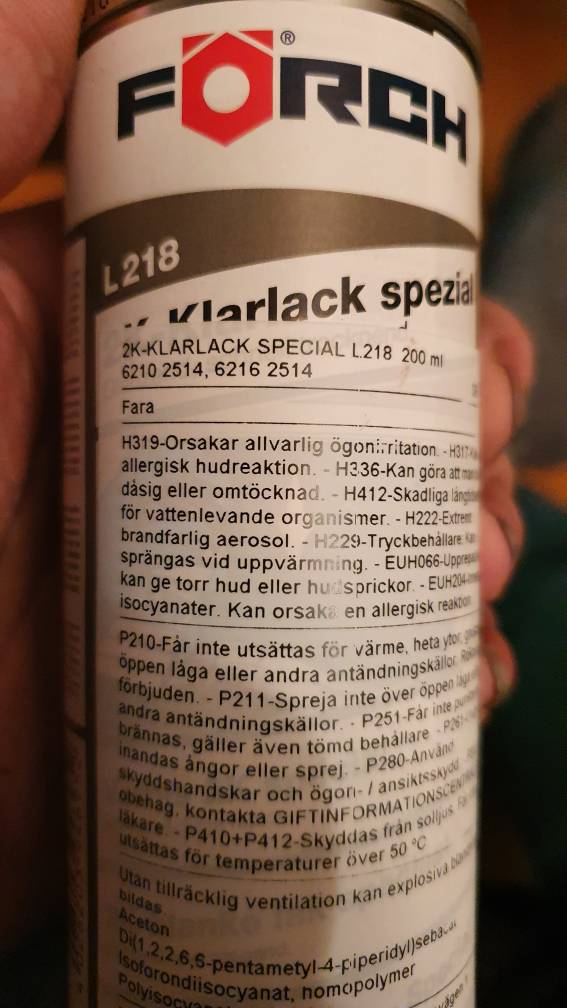 FÖRCH ®
L 218
Klarlack spezial
2K-KLARLACK SPECIAL L218 200 ml
6210 2514, 6216 2514
Fara
H319-Orsakar allvarlig ögonirritation. - H317-
allergisk hudreaktion. - H336-Kan göra att man
dåsig eller omtöcknad. - H412-Skadliga
för vattenlevande organismer. - H222-Extremt
brandfarlig aerosol. - H229-Tryckbehållare: Kan
sprängas vid uppvärmning. - EUH066-
kan ge torr hud eller hudsprickor. - EUH204-
isocyanater. Kan orsaka en allergisk reaktion.
P210-Får inte utsättas för värme, heta ytor,
öppen låga eller andra antändningskällor.
förbjuden. - P211-Spreja inte över öppen låga
andra antändningskällor. - P251-Får inte
brännas, gäller även tömd behållare - P261-
inandas ångor eller sprej. - P280-Använd
skyddshandskar och ögon- / ansiktsskydd.
obehag, kontakta
läkare. - P410+P412-Skyddas från solljus. Får
utsättas för temperaturer över 50 °C
Utan tillräcklig ventilation kan explosiva
bildas
Aceton
Di(1,2,2,6,6-pentametyl-4-piperidyl)
Isoforondiisocyanat, homopolymer